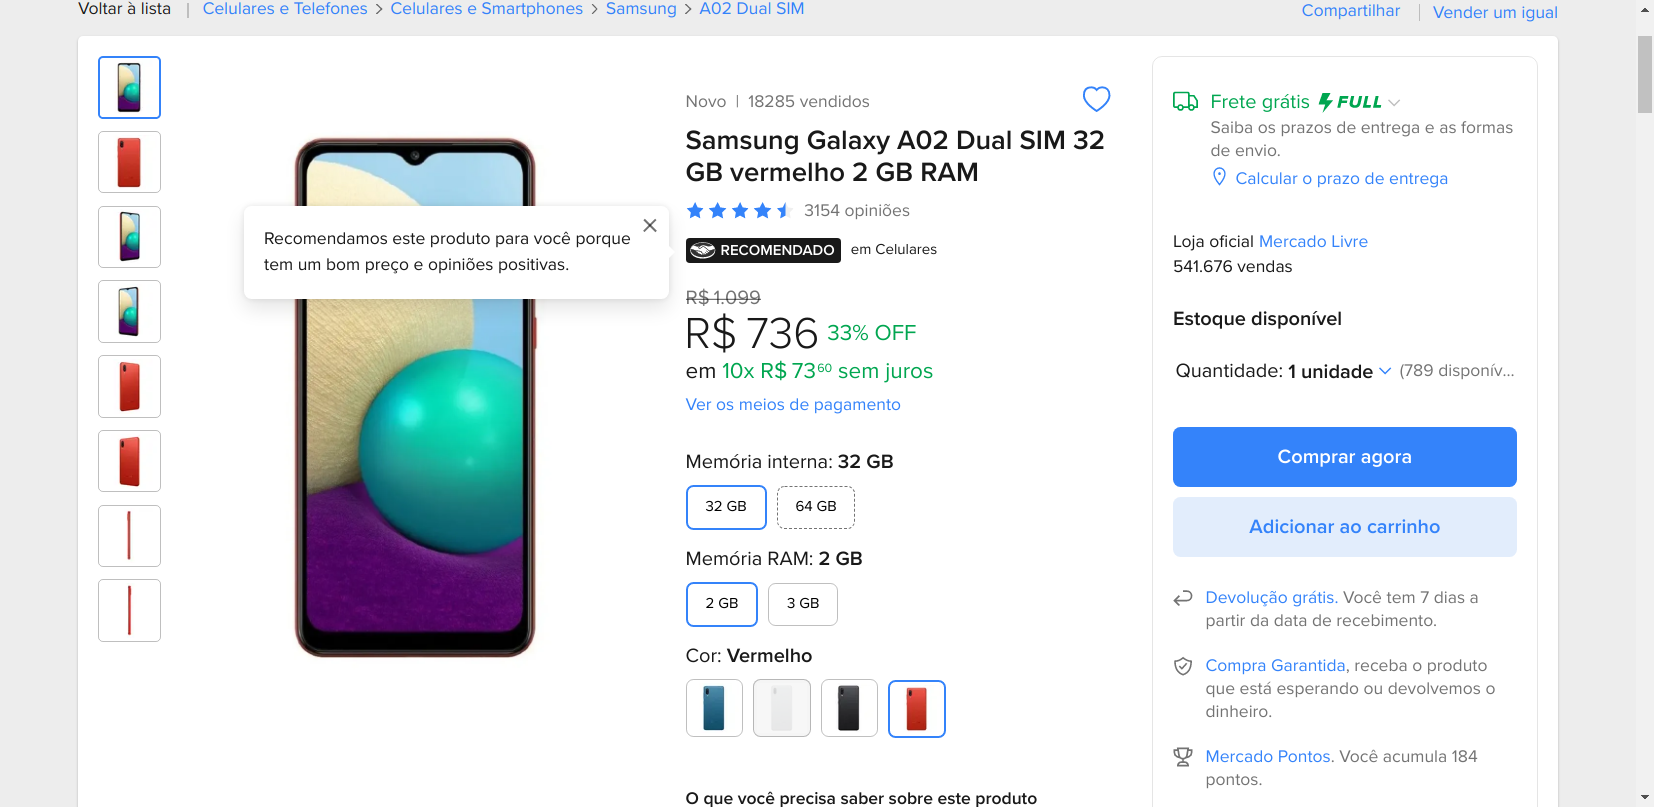 Voltar à lista | Celulares e Telefones > Celulares e Smartphones > Samsung > A02 Dual SIM
Compartilhar | Vender um igual
Novo | 18285 vendidos
Samsung Galaxy A02 Dual SIM 32
GB vermelho 2 GB RAM
3154 opiniões
RECOMENDADO em Celulares
Recomendamos este produto para você porque
tem um bom preço e opiniões positivas.
R$ 1.099
R$ 736 33% OFF
em 10x R$ 73⁶⁰ sem juros
Ver os meios de pagamento
Memória interna: 32 GB
32 GB 64 GB
Memória RAM: 2 GB
2 GB 3 GB
Cor: Vermelho
O que você precisa saber sobre este produto
Frete grátis FULL
Saiba os prazos de entrega e as formas
de envio.
Calcular o prazo de entrega
Loja oficial Mercado Livre
541.676 vendas
Estoque disponível
Quantidade: 1 unidade (789 disponív...
Comprar agora
Adicionar ao carrinho
Devolução grátis. Você tem 7 dias a
partir da data de recebimento.
Compra Garantida, receba o produto
que está esperando ou devolvemos o
dinheiro.
Mercado Pontos. Você acumula 184
pontos.